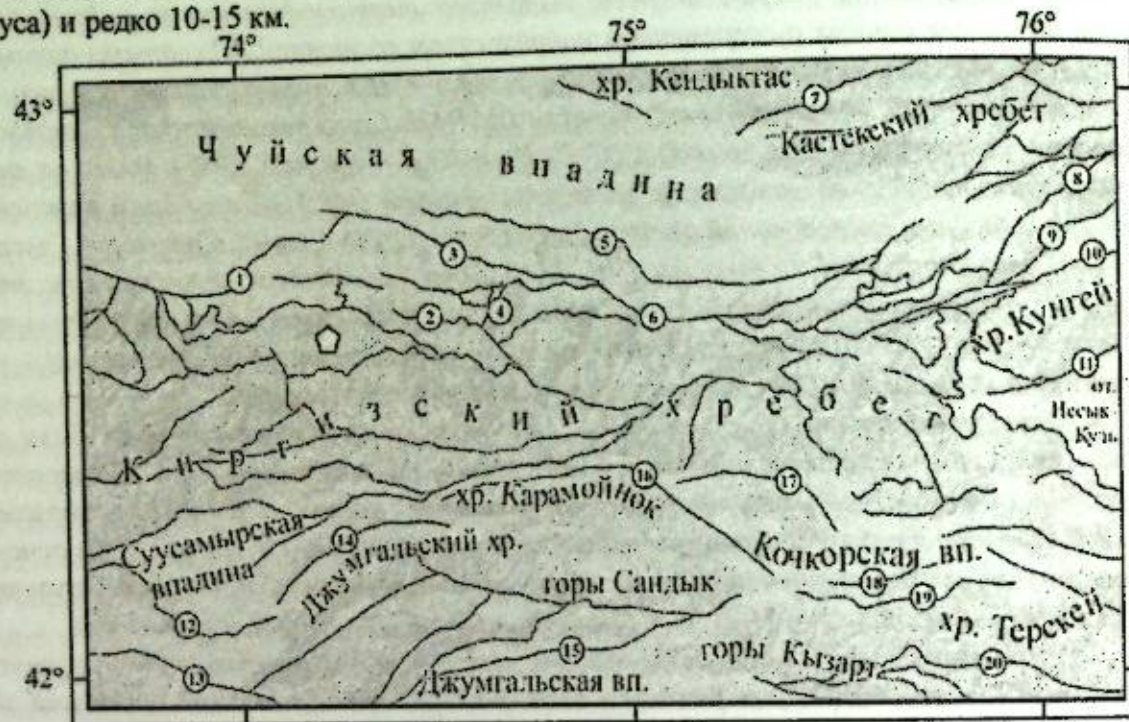 уса) и редко 10-15 км.
74° 75° 76°
43°
хр. Кендыктас
7
Кастекский хребет
Чуйская впадина
8
5
3
9
1
10
2 4 6
хр. Кунгей
11
от.
Иссык
Куль
Киргизский хребет
16
17
хр. Карамойнок
Суусамырская
впадина
14
Джумгальский хр.
Кочкорская вп.
18
19
горы Сандык
12
хр. Терскей
15
горы Кызарт
20
42°
13
Джумгальская вп.